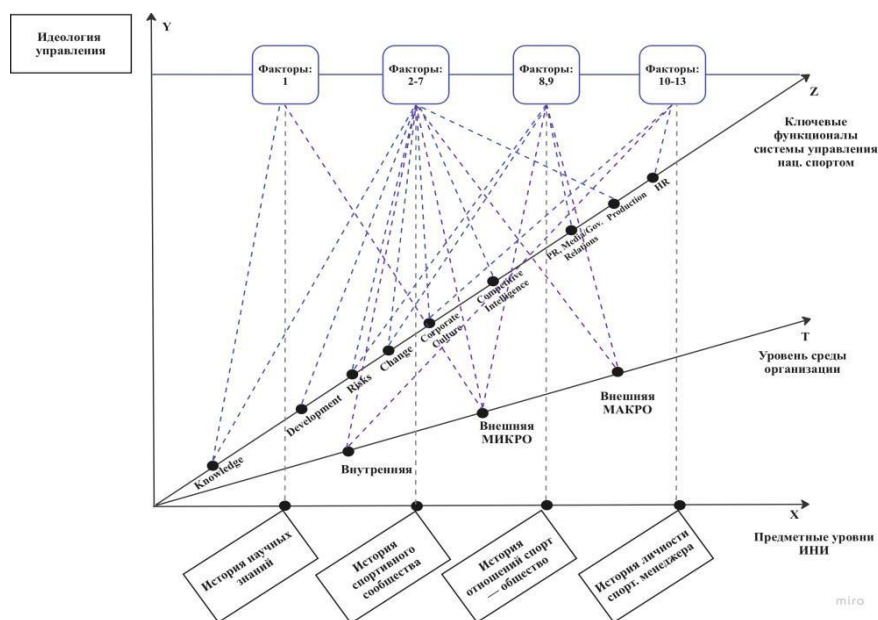 Идеология
управления
Y
Факторы:
1
Факторы:
2-7
Факторы:
8,9
Факторы:
10-13
Z
Ключевые
функционалы
системы управления
нац. спортом
HR
Production
PR, Media/Gov.
Relations
Competitive
Intelligence
Corporate
Culture
Change
Risks
Development
Knowledge
T
Уровень среды
организации
Внешняя
МАКРО
Внешняя
МИКРО
Внутренняя
X
Предметные уровни
ИНИ
История научных
знаний
История
спортивного
сообщества
История
отношений спорт
— общество
История личности
спорт. менеджера
miro